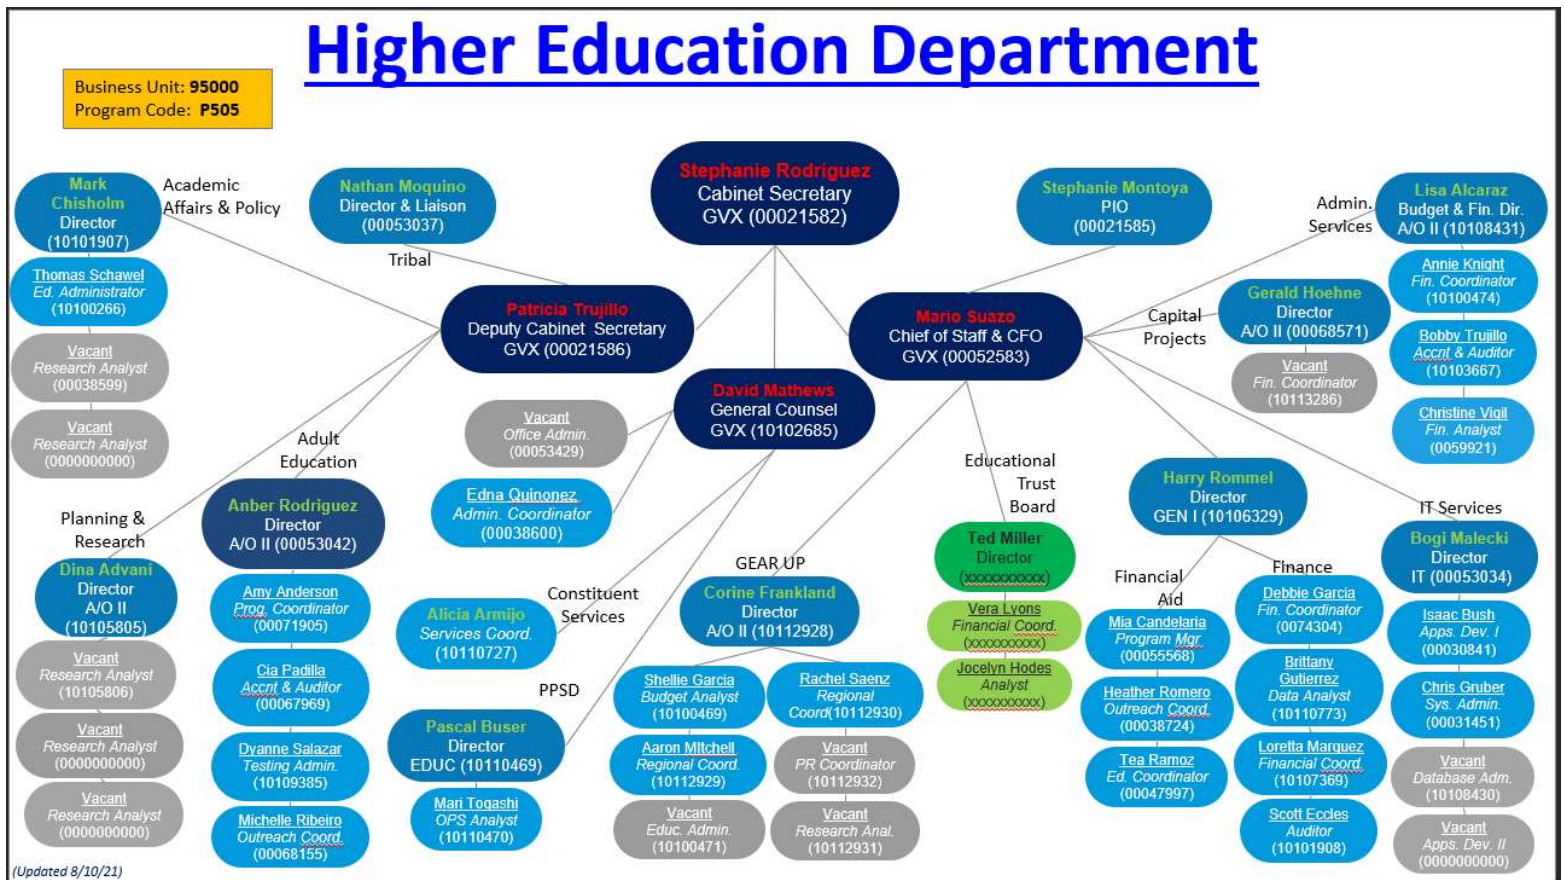 Higher Education Department
Business Unit: 95000
Program Code: P505
Stephanie Rodriguez
Cabinet Secretary
GVX (00021582)
Mark
Chisholm
Director
(10101907)
Academic
Affairs & Policy
Thomas Schawel
Ed. Administrator
(10100266)
Vacant
Research Analyst
(00038599)
Vacant
Research Analyst
(0000000000)
Nathan Moquino
Director & Liaison
(00053037)
Tribal
Stephanie Montoya
PIO
(00021585)
Admin.
Services
Lisa Alcaraz
Budget & Fin. Dir.
A/O II (10108431)
Annie Knight
Fin. Coordinator
(10100474)
Bobby Trujillo
Accnt & Auditor
(10103667)
Christine Vigil
Fin. Analyst
(0059921)
Patricia Trujillo
Deputy Cabinet Secretary
GVX (00021586)
Mario Suazo
Chief of Staff & CFO
GVX (00052583)
Capital
Projects
Gerald Hoehne
Director
A/O II (00068571)
Vacant
Fin. Coordinator
(10113286)
David Mathews
General Counsel
GVX (10102685)
Vacant
Office Admin.
(00053429)
Edna Quinonez
Admin. Coordinator
(00038600)
Adult
Education
Anber Rodriguez
Director
A/O II (00053042)
Amy Anderson
Prog. Coordinator
(00071905)
Cia Padilla
Accnt & Auditor
(00067969)
Dyanne Salazar
Testing Admin.
(10109385)
Michelle Ribeiro
Outreach Coord.
(00068155)
Planning &
Research
Dina Advani
Director
A/O II
(10105805)
Vacant
Research Analyst
(10105806)
Vacant
Research Analyst
(0000000000)
Vacant
Research Analyst
(0000000000)
Constituent
Services
Alicia Armijo
Services Coord.
(10110727)
PPSD
Pascal Buser
Director
EDUC (10110469)
Mari Togashi
OPS Analyst
(10110470)
GEAR UP
Corine Frankland
Director
A/O II (10112928)
Shellie Garcia
Budget Analyst
(10100469)
Aaron MItchell
Regional Coord.
(10112929)
Vacant
Educ. Admin.
(10100471)
Rachel Saenz
Regional
Coord(10112930)
Vacant
PR Coordinator
(10112932)
Vacant
Research Anal.
(10112931)
Educational
Trust
Board
Ted Miller
Director
(xxxxxxxxxx)
Vera Lyons
Financial Coord.
(xxxxxxxxxx)
Jocelyn Hodes
Analyst
(xxxxxxxxxx)
Harry Rommel
Director
GEN I (10106329)
Financial
Aid
Mia Candelaria
Program Mgr
(00055568)
Heather Romero
Outreach Coord.
(00038724)
Tea Ramoz
Ed. Coordinator
(00047997)
Finance
Debbie Garcia
Fin. Coordinator
(0074304)
Brittany
Gutierrez
Data Analyst
(10110773)
Loretta Marquez
Financial Coord.
(10107369)
Scott Eccles
Auditor
(10101908)
IT Services
Bogi Malecki
Director
IT (00053034)
Isaac Bush
Apps. Dev. I
(00030841)
Chris Gruber
Sys. Admin.
(00031451)
Vacant
Database Adm.
(10108430)
Vacant
Apps. Dev. II
(0000000000)
(Updated 8/10/21)